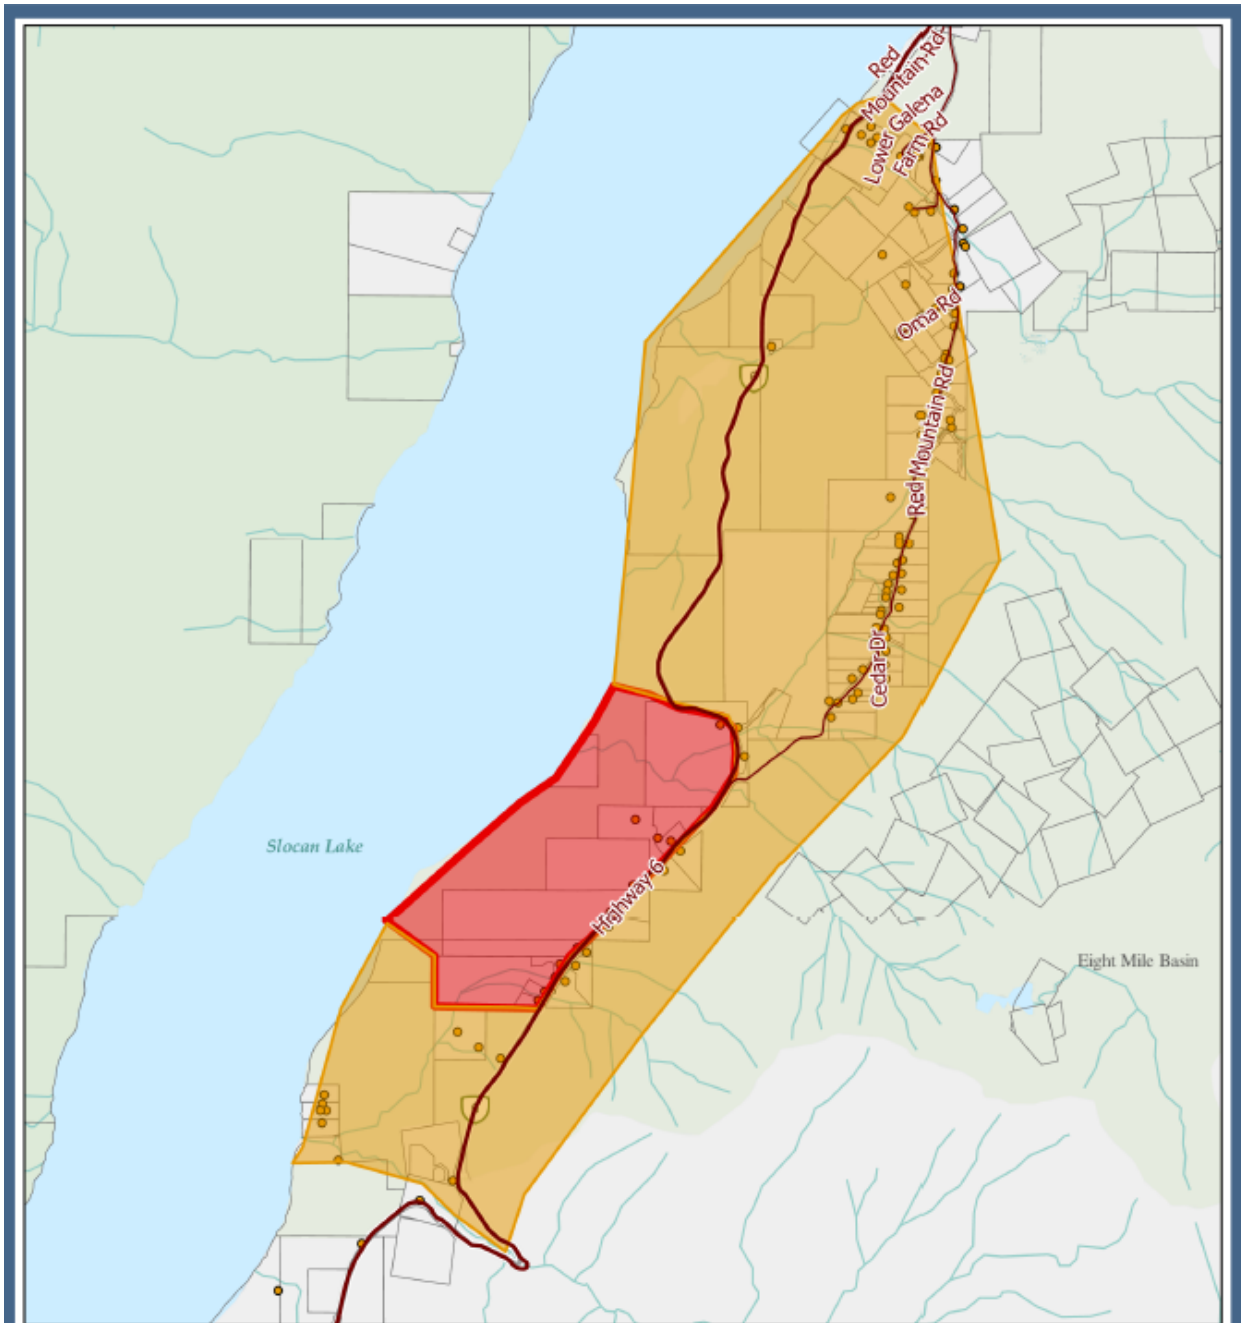 Red
Mountain-Rd-
Lower Galena
Farm-Rd
Oma Rd
Red Mountain-Rd
Cedar-Dr
Highway 6
Slocan Lake
Eight Mile Basin